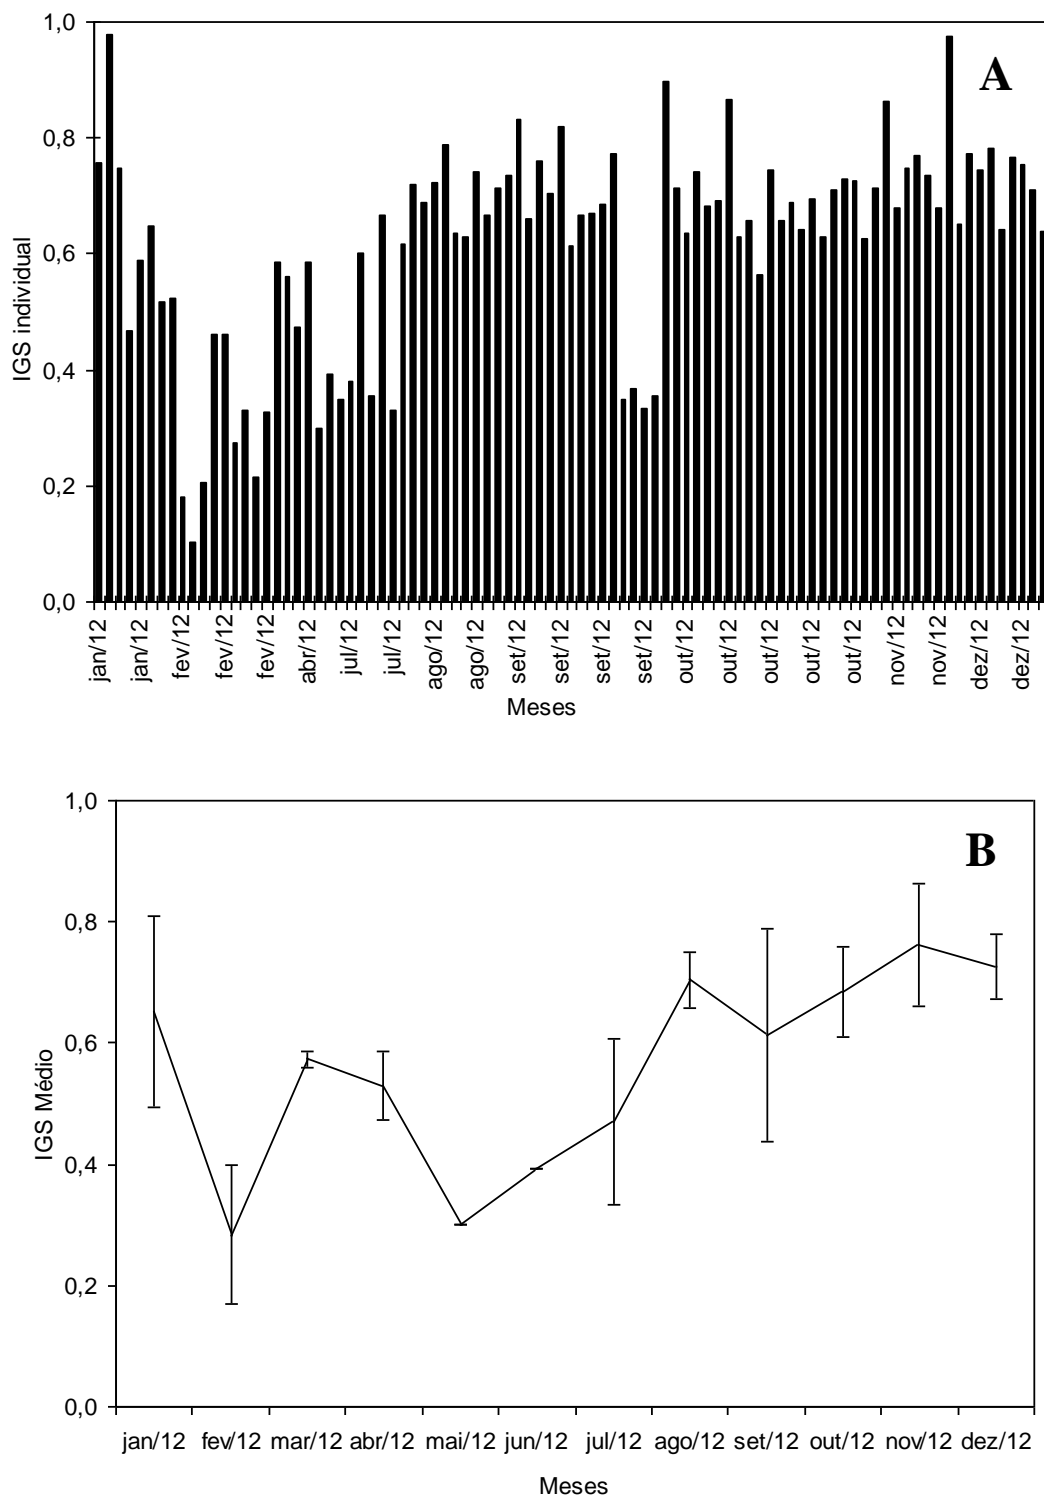 1,0
0,8
0,6
0,4
0,2
0,0
IGS individual
A
jan/12
jan/12
fev/12
fev/12
fev/12
abr/12
jul/12
jul/12
ago/12
ago/12
set/12
set/12
set/12
set/12
out/12
out/12
out/12
out/12
out/12
nov/12
nov/12
dez/12
dez/12
Meses
1,0
0,8
0,6
0,4
0,2
0,0
IGS Médio
B
jan/12 fev/12 mar/12 abr/12 mai/12 jun/12 jul/12 ago/12 set/12 out/12 nov/12 dez/12
Meses